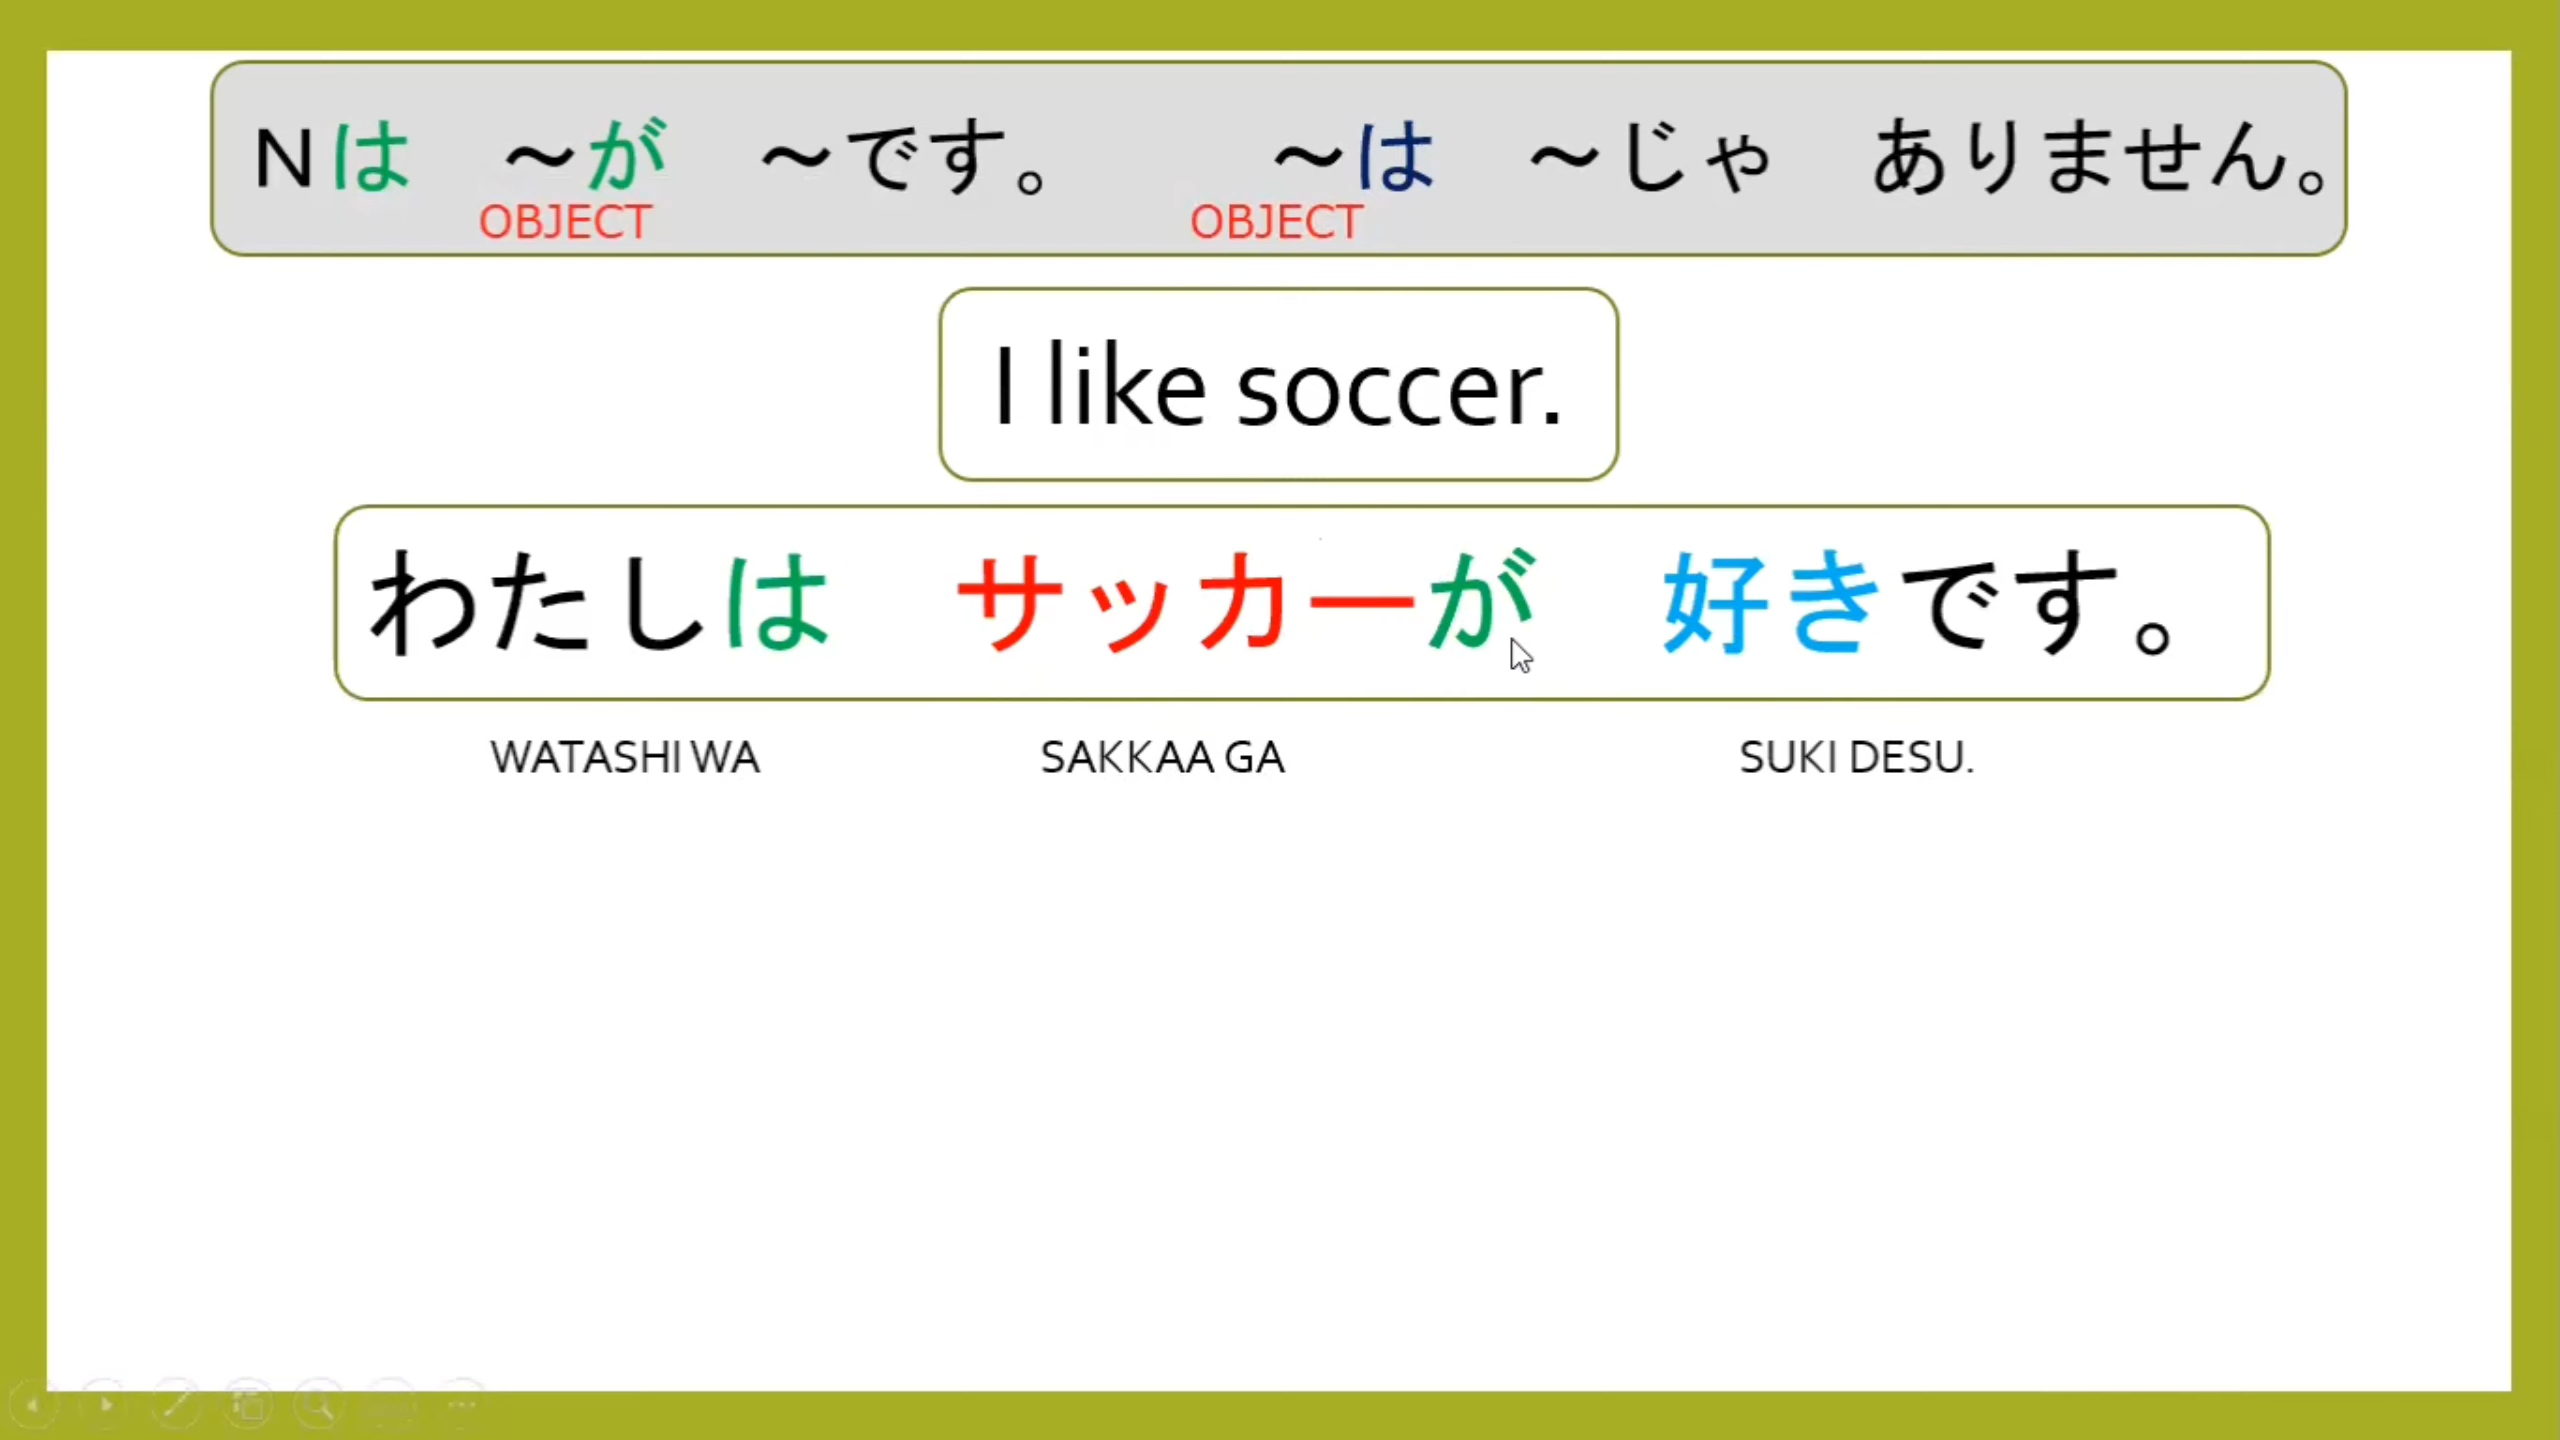 Nは　～が　～です。　　～は　～じゃ　ありません。
OBJECT　OBJECT
I like soccer.
わたしは　サッカーが　好きです。
WATASHI WA　SAKKAA GA　SUKI DESU.